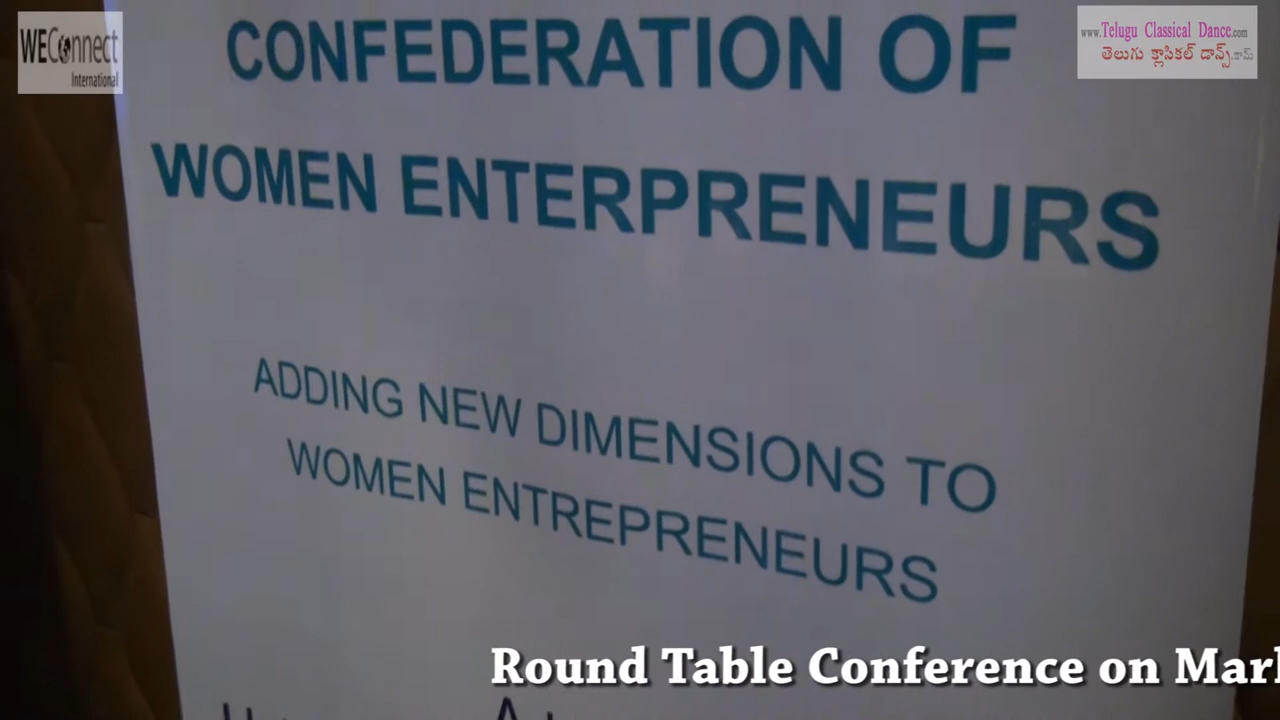 WEConnect
International
www.Telugu Classical Dance.com
తెలుగు క్లాసికల్ డాన్స్.కామ్
CONFEDERATION OF
WOMEN ENTERPRENEURS
ADDING NEW DIMENSIONS TO
WOMEN ENTREPRENEURS
Round Table Conference on Mark